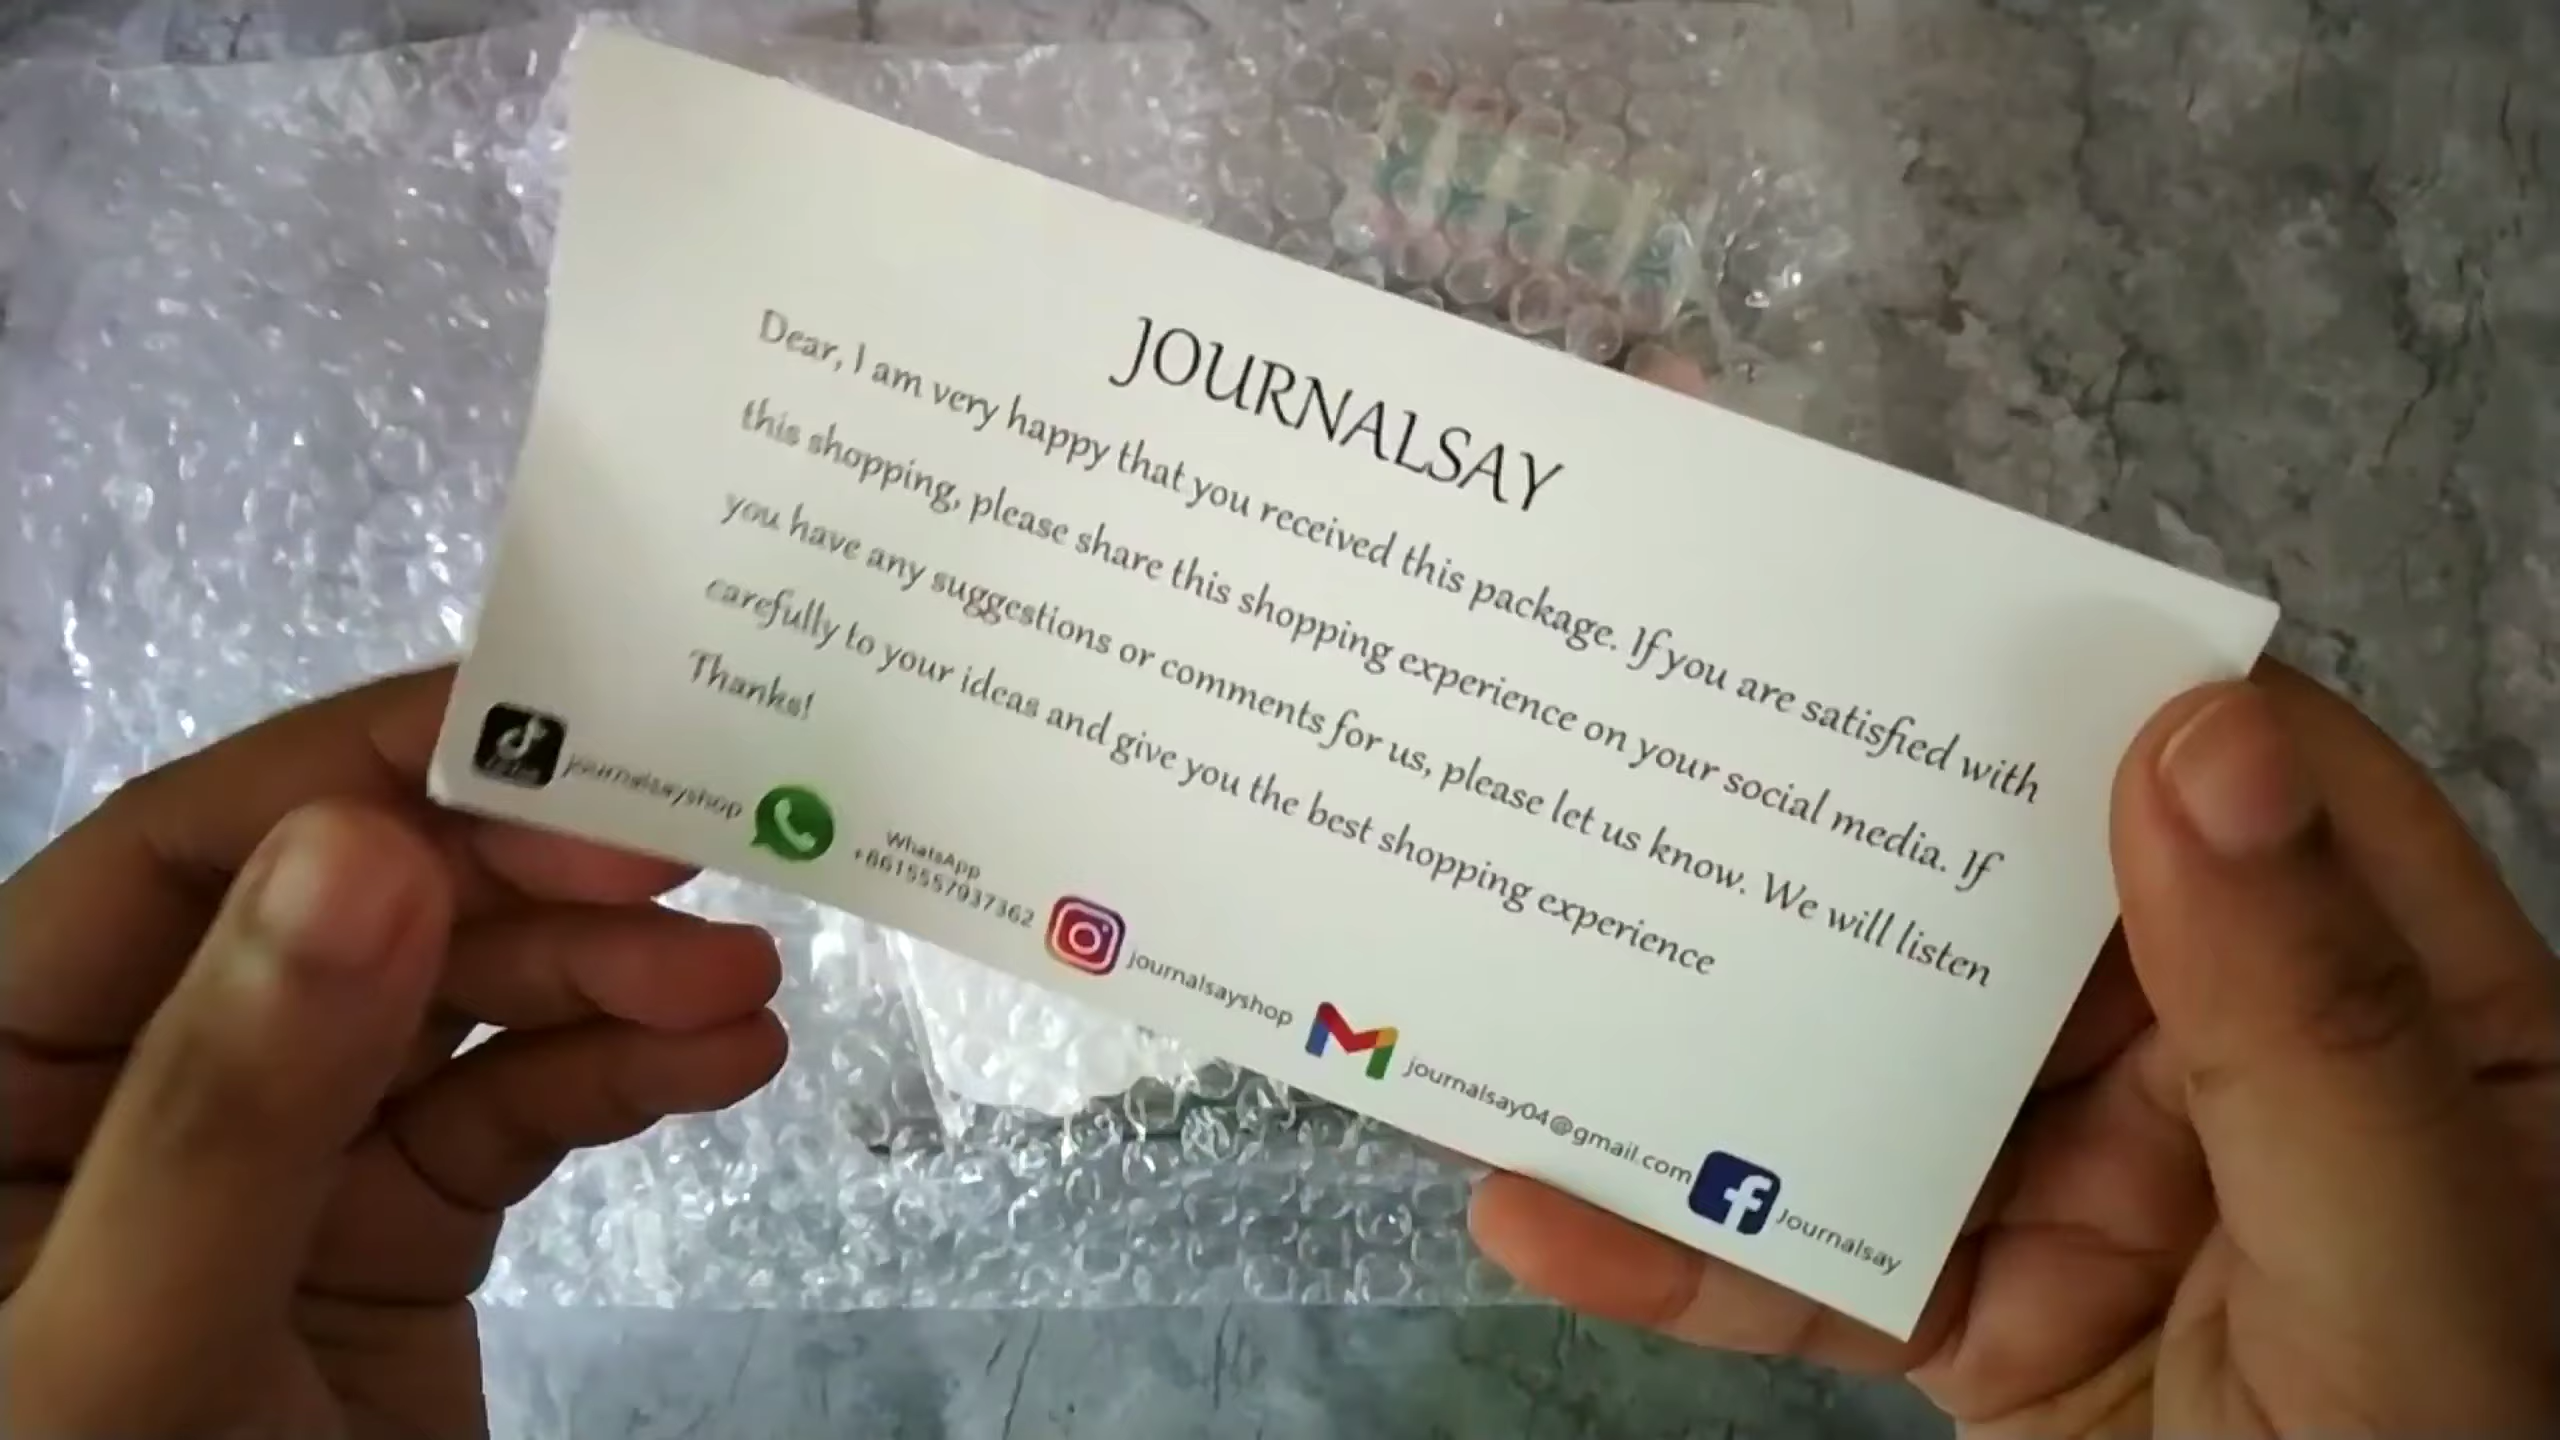 JOURNALSAY
Dear, I am very happy that you received this package. If you are satisfied with
this shopping, please share this shopping experience on your social media. If
you have any suggestions or comments for us, please let us know. We will listen
carefully to your ideas and give you the best shopping experience
Thanks!
journalsayshop
WhatsApp
+8615557937362
journalsayshop
journalsay04@gmail.com
Journalsay